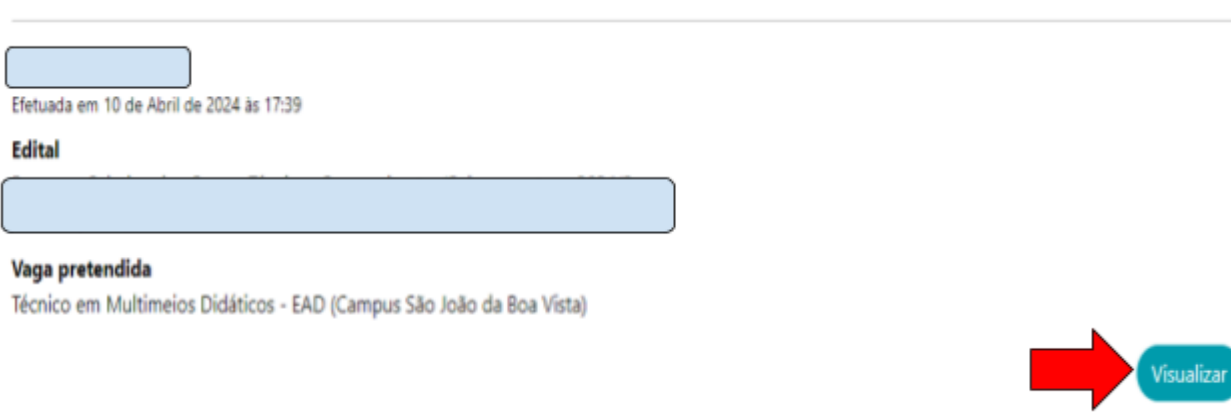 Efetuada em 10 de Abril de 2024 às 17:39
Edital
Vaga pretendida
Técnico em Multimeios Didáticos - EAD (Campus São João da Boa Vista)
Visualizar